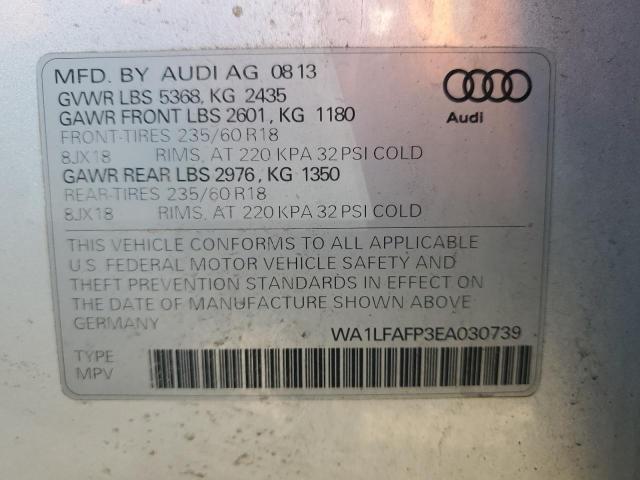 MFD. BY AUDI AG 08 13
GVWR LBS 5368, KG 2435
GAWR FRONT LBS 2601, KG 1180
FRONT-TIRES 235/60 R18
8JX18 RIMS, AT 220 KPA 32 PSI COLD
GAWR REAR LBS 2976, KG 1350
REAR-TIRES 235/60 R18
8JX18 RIMS, AT 220 KPA 32 PSI COLD
Audi
THIS VEHICLE CONFORMS TO ALL APPLICABLE
U.S. FEDERAL MOTOR VEHICLE SAFETY AND
THEFT PREVENTION STANDARDS IN EFFECT ON
THE DATE OF MANUFACTURE SHOWN ABOVE.
GERMANY WA1LFAFP3EA030739
TYPE
MPV